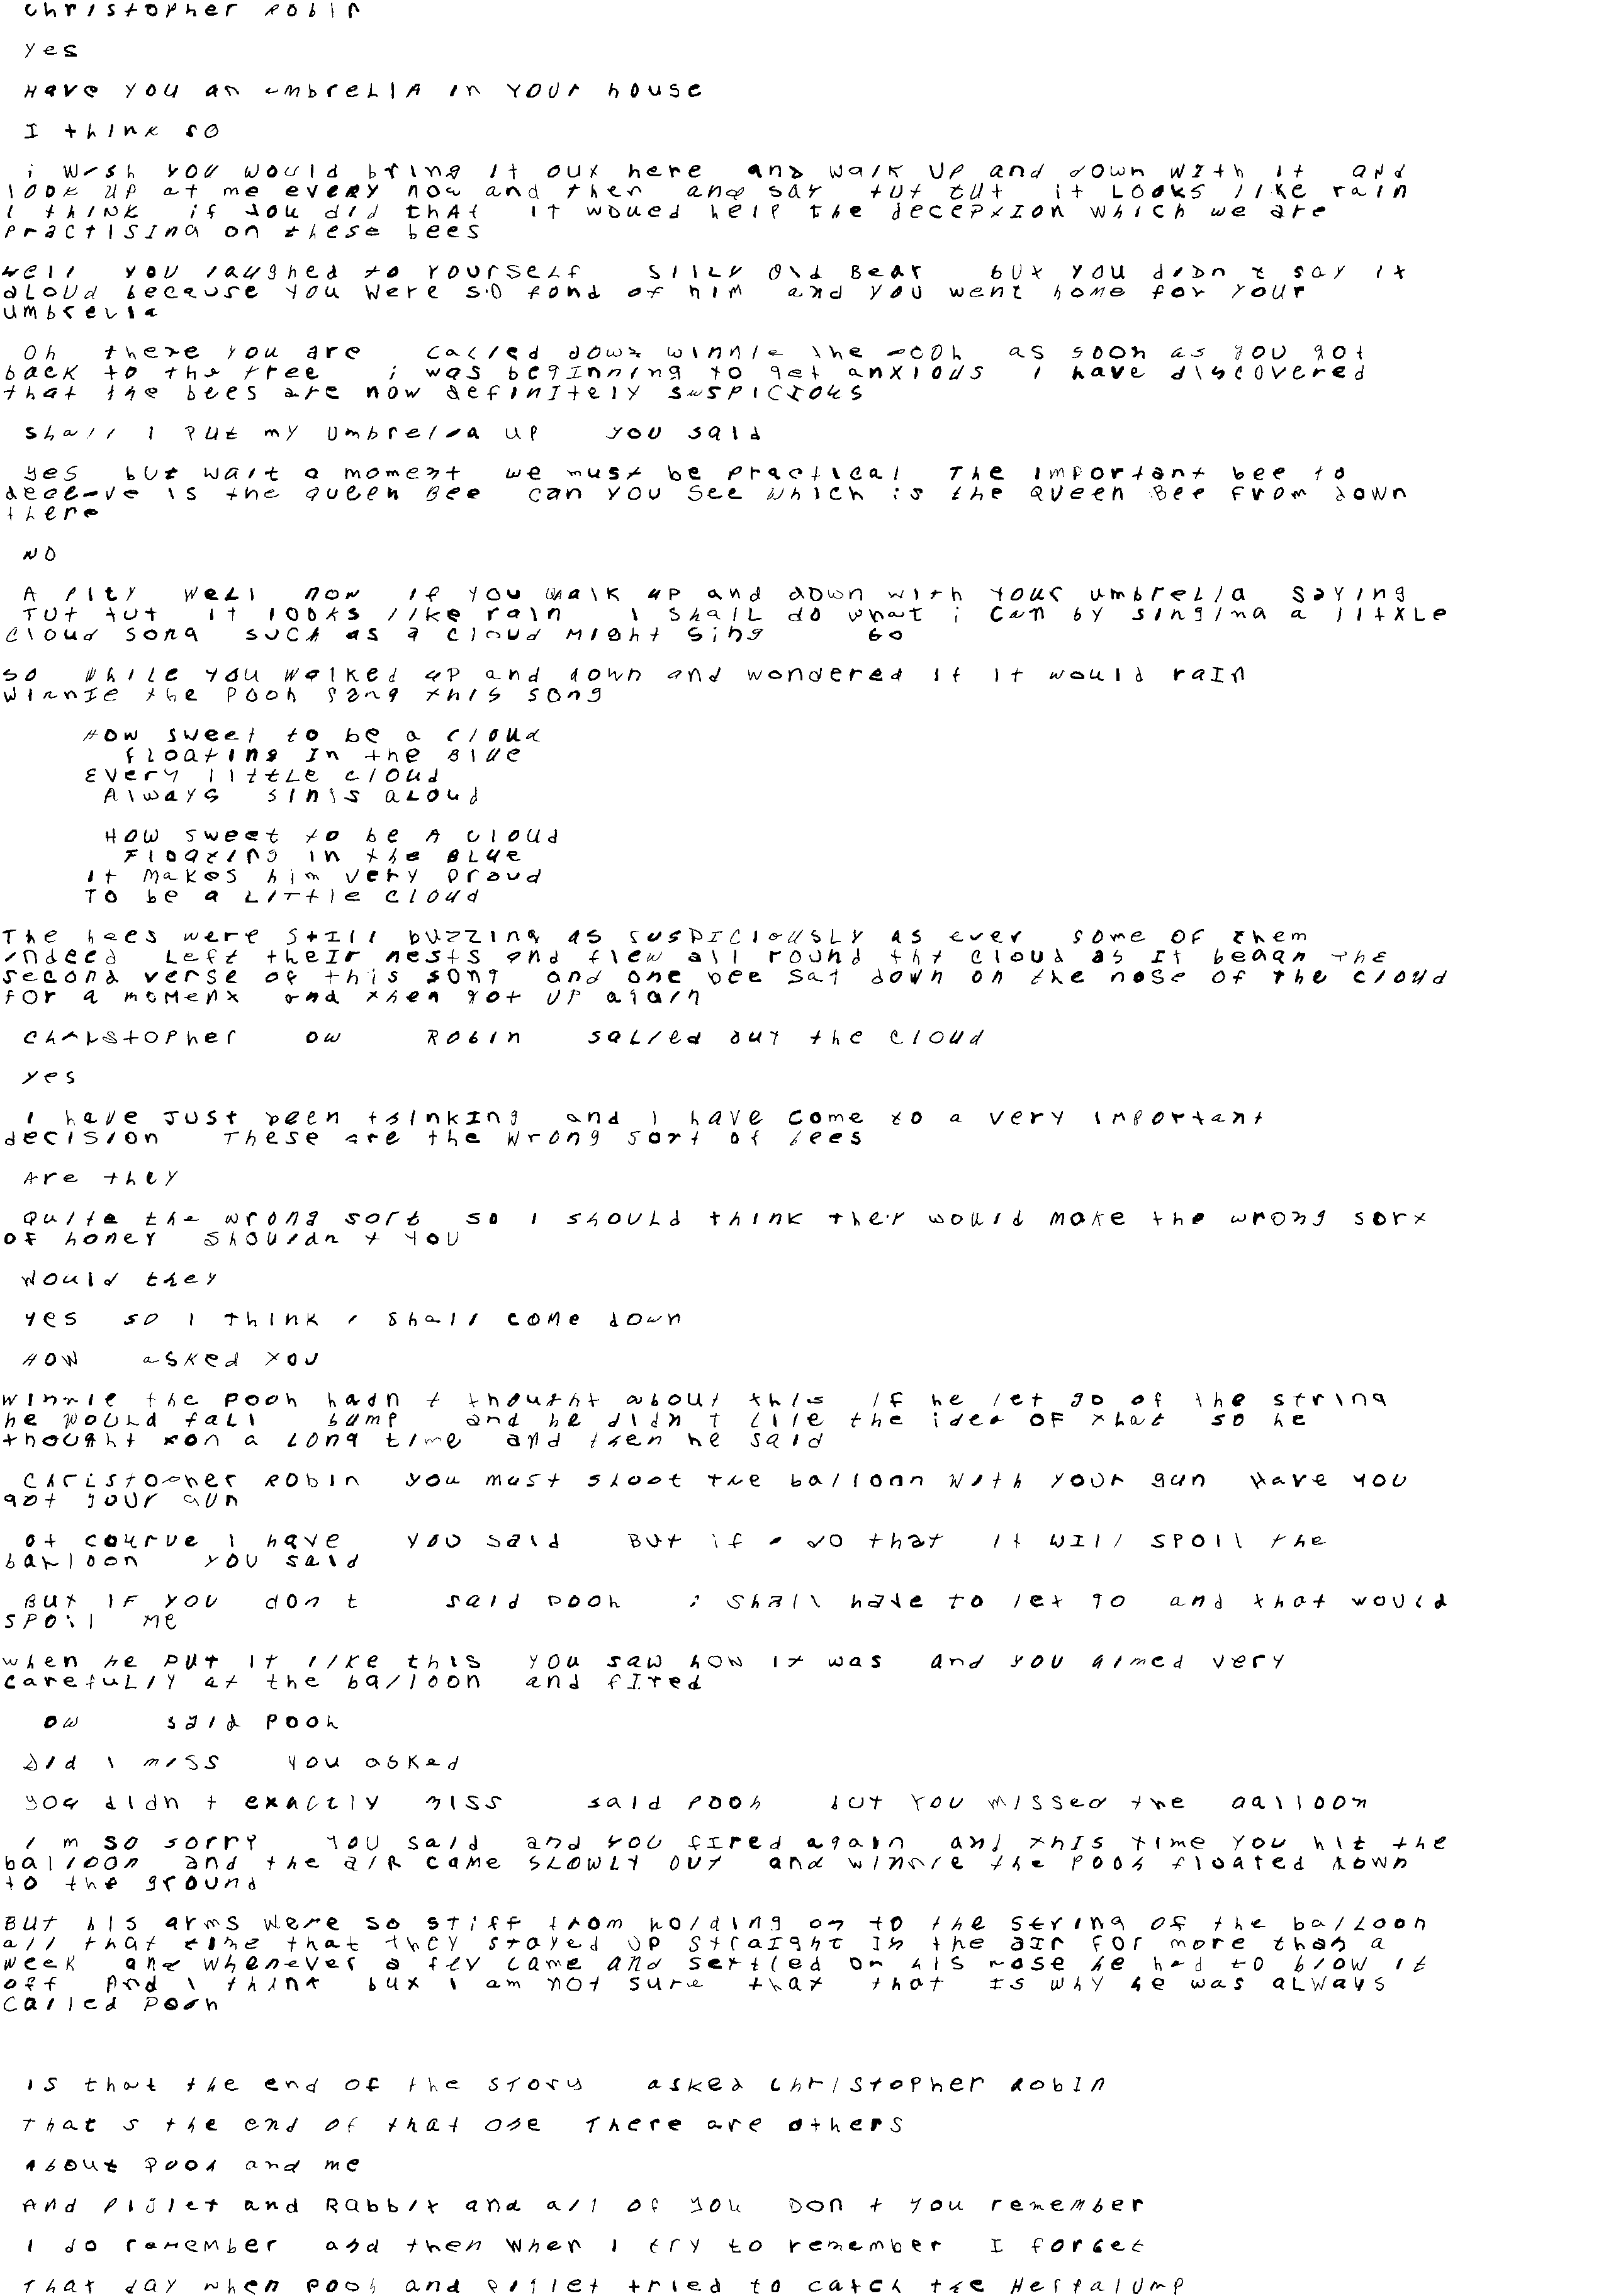 Christopher Robin
yes
Have you an umbrella in your house
I think so
i wish you would bring it out here and walk up and down with it and
look up at me every now and then and say tut tut it looks like rain
I think if you did that it would help the deception which we are
practising on these bees
well you laughed to yourself Silly old Bear but you didn t say it
aloud because you were so fond of him and you went home for your
umbrella
Oh there you are called down Winnie the Pooh as soon as you got
back to the tree i was beginning to get anxious I have discovered
that the bees are now definitely suspicious
Shall I put my umbrella up you said
yes but wait a moment we must be practical The important bee to
deceive is the Queen Bee Can you see which is the Queen Bee from down
there
No
A pity Well now if you walk up and down with your umbrella saying
Tut tut it looks like rain I shall do what i can by singing a little
Cloud Song such as a cloud might sing Go
So while you walked up and down and wondered if it would rain
Winnie the Pooh sang this song
How sweet to be a Cloud
Floating in the Blue
Every little cloud
Always sings aloud
How sweet to be a Cloud
Floating in the Blue
It makes him very proud
To be a little cloud
The bees were still buzzing as suspiciously as ever Some of them
indeed left their nests and flew all round the cloud as it began the
second verse of this song and one bee sat down on the nose of the cloud
for a moment and then got up again
Christopher ow Robin called out the cloud
yes
I have just been thinking and I have come to a very important
decision These are the wrong sort of bees
Are they
Quite the wrong sort So I should think they would make the wrong sort
of honey shouldn t you
Would they
yes So I think I shall come down
How asked you
Winnie the Pooh hadn t thought about this If he let go of the string
he would fall bump and he didn t like the idea of that So he
thought for a long time and then he said
Christopher Robin you must shoot the balloon with your gun Have you
got your gun
Of course I have you said But if I do that it will spoil the
balloon you said
But if you don t said Pooh i shall have to let go and that would
spoil me
when he put it like this you saw how it was and you aimed very
carefully at the balloon and fired
ow said Pooh
Did I miss you asked
you didn t exactly miss said Pooh but you missed the balloon
I m so sorry you said and you fired again and this time you hit the
balloon and the air came slowly out and Winnie the Pooh floated down
to the ground
But his arms were so stiff from holding on to the string of the balloon
all that time that they stayed up straight in the air for more than a
week and whenever a fly came and settled on his nose he had to blow it
off And I think but I am not sure that that is why he was always
called Pooh
Is that the end of the story asked Christopher Robin
That s the end of that one There are others
About Pooh and me
And Piglet and Rabbit and all of you Don t you remember
I do remember and then when I try to remember I forget
That day when Pooh and Piglet tried to catch the Heffalump